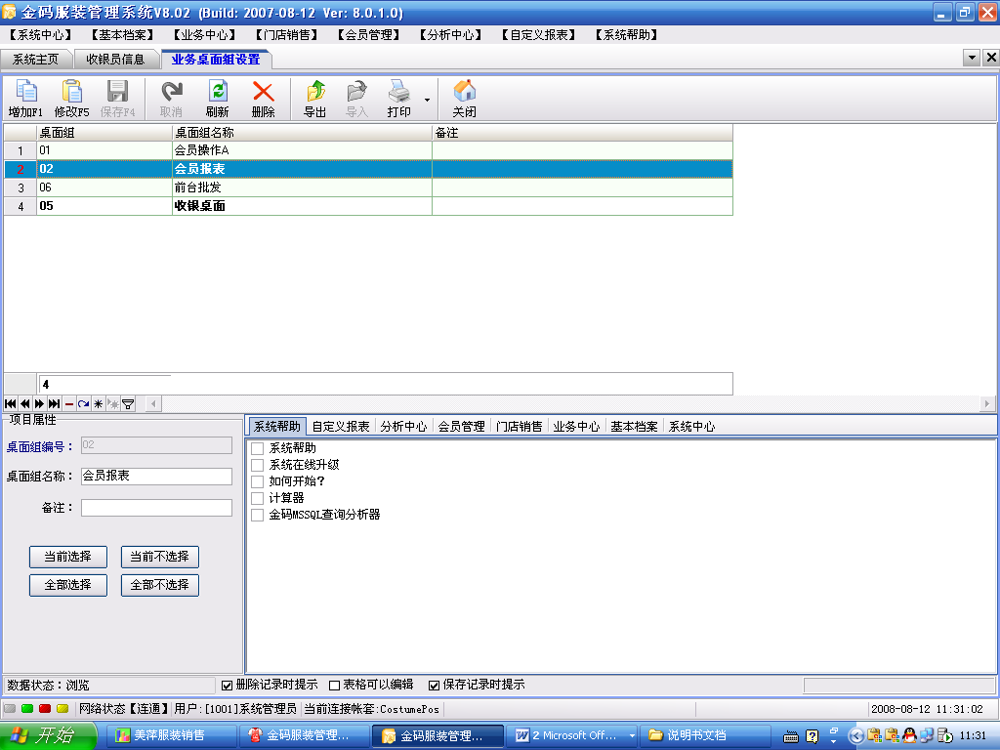 金码服装管理系统V8.02 (Build: 2007-08-12 Ver: 8.0.1.0)
【系统中心】 【基本档案】 【业务中心】 【门店销售】 【会员管理】 【分析中心】 【自定义报表】 【系统帮助】
系统主页 收银员信息 业务桌面组设置
增加F1 修改F5 保存F4 取消 刷新 删除 导出 导入 打印 关闭
桌面组 桌面组名称 备注
1 01 会员操作A
2 02 会员报表
3 06 前台批发
4 05 收银桌面
4
项目属性
桌面组编号： 02
桌面组名称： 会员报表
备注：
当前选择 当前不选择
全部选择 全部不选择
系统帮助 自定义报表 分析中心 会员管理 门店销售 业务中心 基本档案 系统中心
系统帮助
系统在线升级
如何开始?
计算器
金码MSSQL查询分析器
数据状态：浏览 删除记录时提示 表格可以编辑 保存记录时提示
网络状态【连通】 用户:[1001]系统管理员 当前连接帐套:CostumePos 2008-08-12 11:31:02
开始 美萍服装销售 金码服装管理... 金码服装管理... 2 Microsoft Off... 说明书文档 11:31